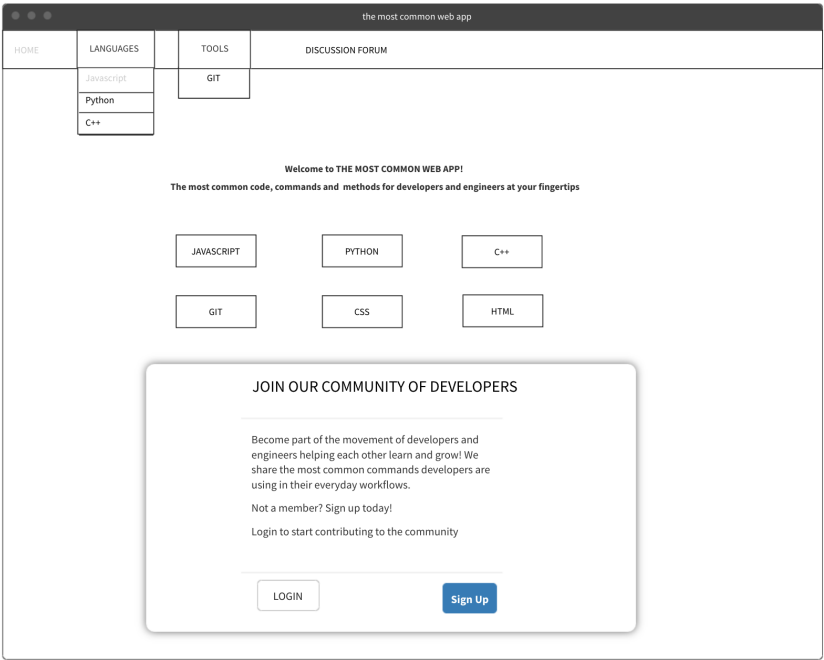 the most common web app
HOME LANGUAGES TOOLS DISCUSSION FORUM
Javascript GIT
Python
C++
Welcome to THE MOST COMMON WEB APP!
The most common code, commands and methods for developers and engineers at your fingertips
JAVASCRIPT PYTHON C++
GIT CSS HTML
JOIN OUR COMMUNITY OF DEVELOPERS
Become part of the movement of developers and
engineers helping each other learn and grow! We
share the most common commands developers are
using in their everyday workflows.
Not a member? Sign up today!
Login to start contributing to the community
LOGIN Sign Up